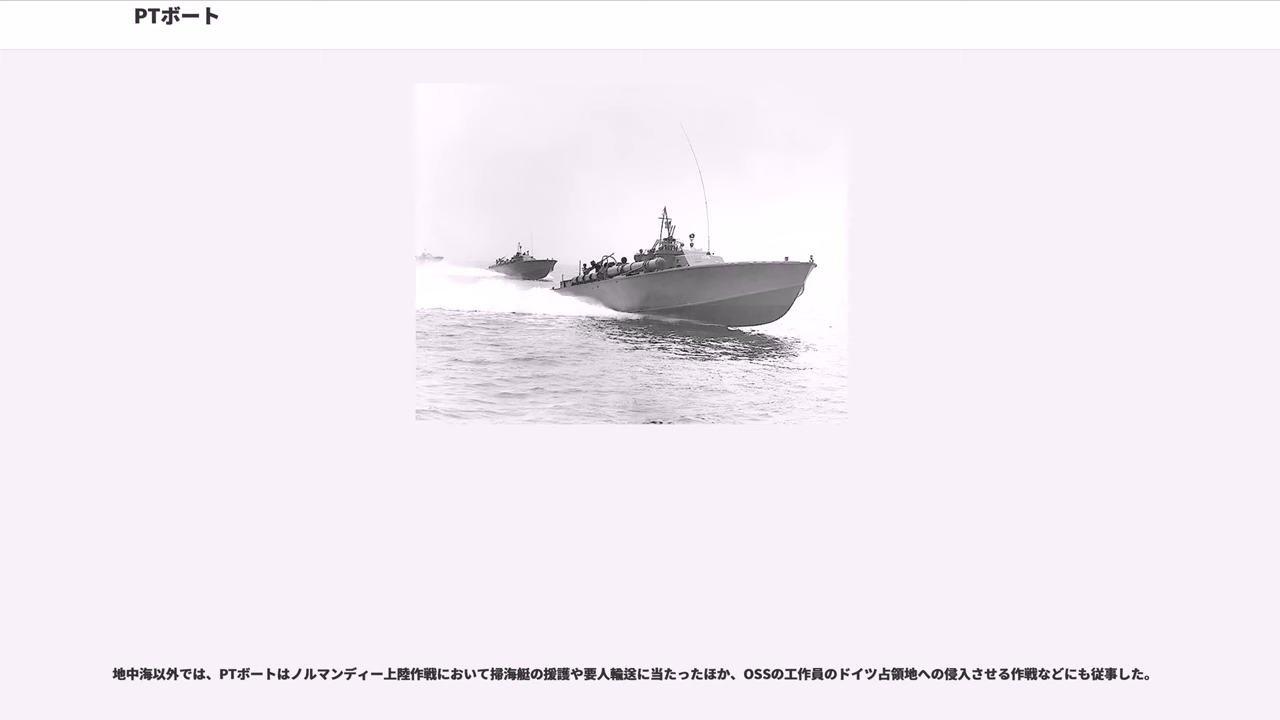 PTボート
地中海以外では、PTボートはノルマンディー上陸作戦において掃海艇の援護や要人輸送に当たったほか、OSSの工作員のドイツ占領地への侵入させる作戦などにも従事した。